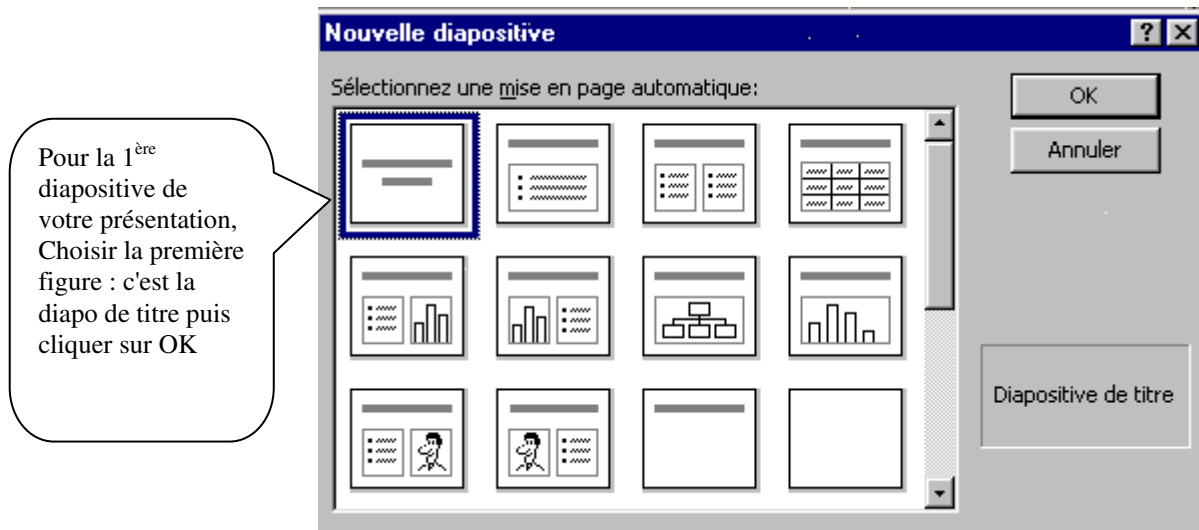 Nouvelle diapositive
Sélectionnez une mise en page automatique:
OK
Annuler
Diapositive de titre
Pour la 1ère
diapositive de
votre présentation,
Choisir la première
figure : c'est la
diapo de titre puis
cliquer sur OK